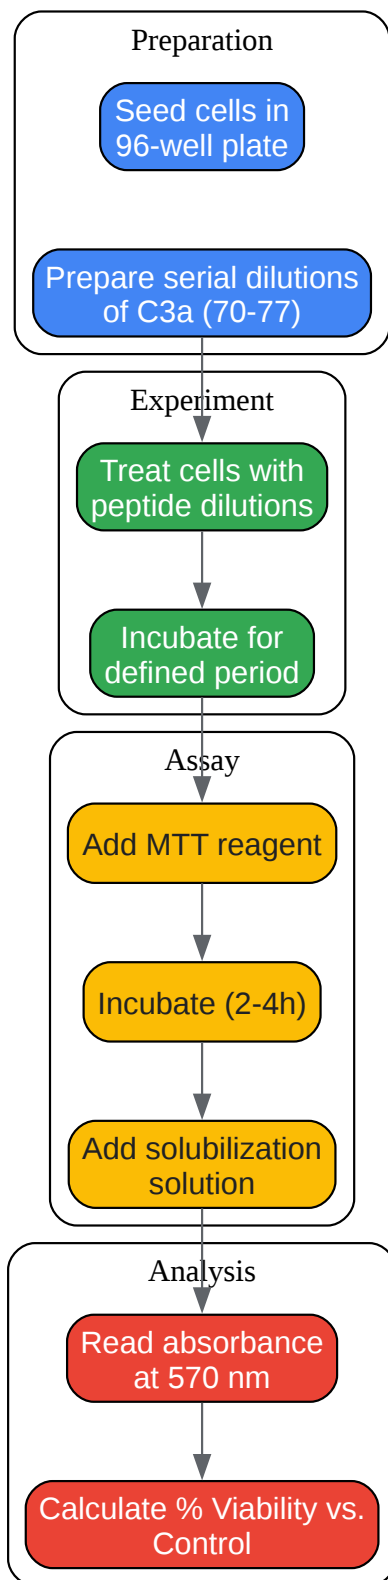 Preparation
Seed cells in
96-well plate
Prepare serial dilutions
of C3a (70-77)
Experiment
Treat cells with
peptide dilutions
Incubate for
defined period
Assay
Add MTT reagent
Incubate (2-4h)
Add solubilization
solution
Analysis
Read absorbance
at 570 nm
Calculate % Viability vs.
Control